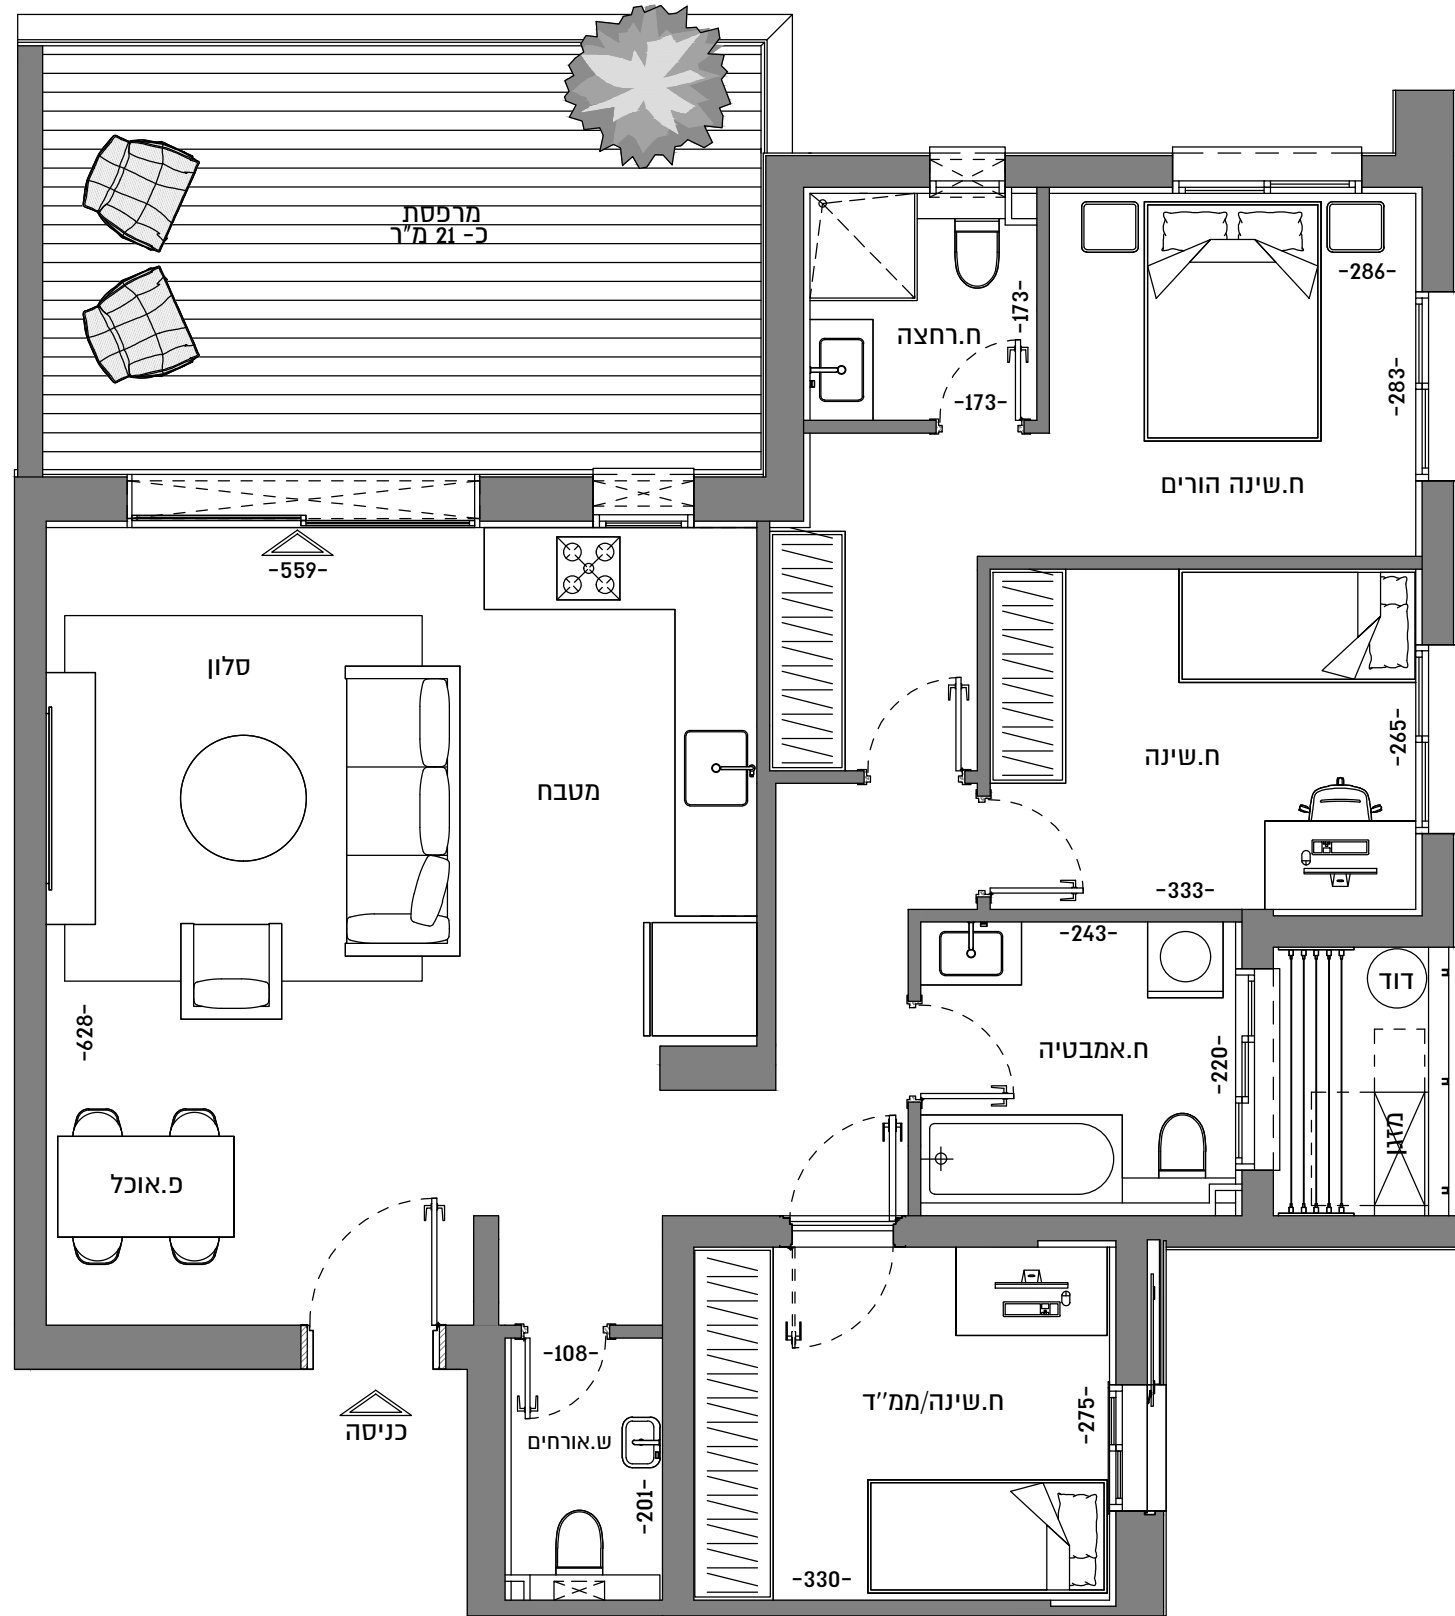 מרפסת
כ- 21 מ"ר
-286-
-173-
ח.רחצה
-283-
-173-
ח.שינה הורים
-559-
סלון
-265-
ח.שינה
מטבח
-333-
-243-
דוד
-628-
ח.אמבטיה
-220-
מזגן
פ.אוכל
-108-
ח.שינה/ממ''ד
-275-
כניסה
ש.אורחים
-201-
-330-